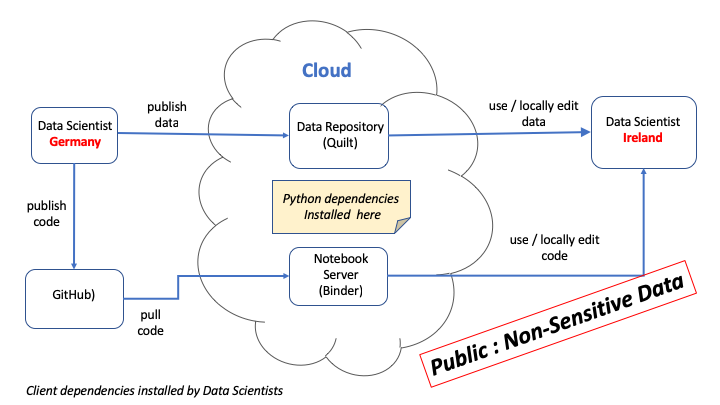 Cloud
publish
data
use / locally edit
data
Data Scientist
Germany
Data Repository
(Quilt)
Data Scientist
Ireland
Python dependencies
Installed here
publish
code
use / locally edit
code
Notebook
Server
(Binder)
GitHub)
pull
code
Public : Non-Sensitive Data
Client dependencies installed by Data Scientists